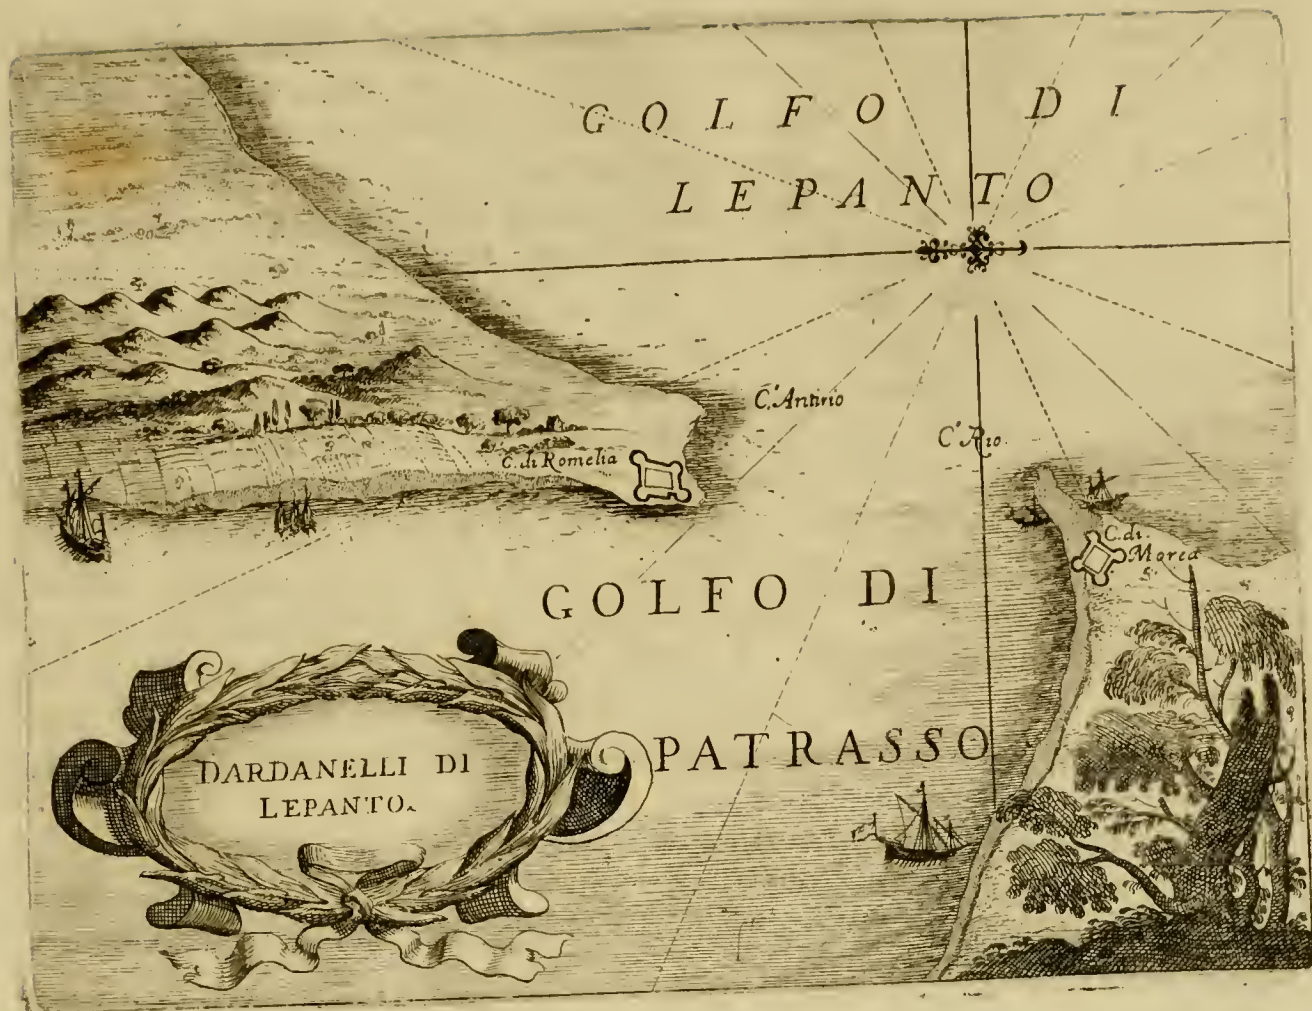 GOLFO DI
LEPANTO
C. Antirio
C. Rio.
C. di Romelia
C. di
Morea
GOLFO DI
PATRASSO
DARDANELLI DI
LEPANTO.